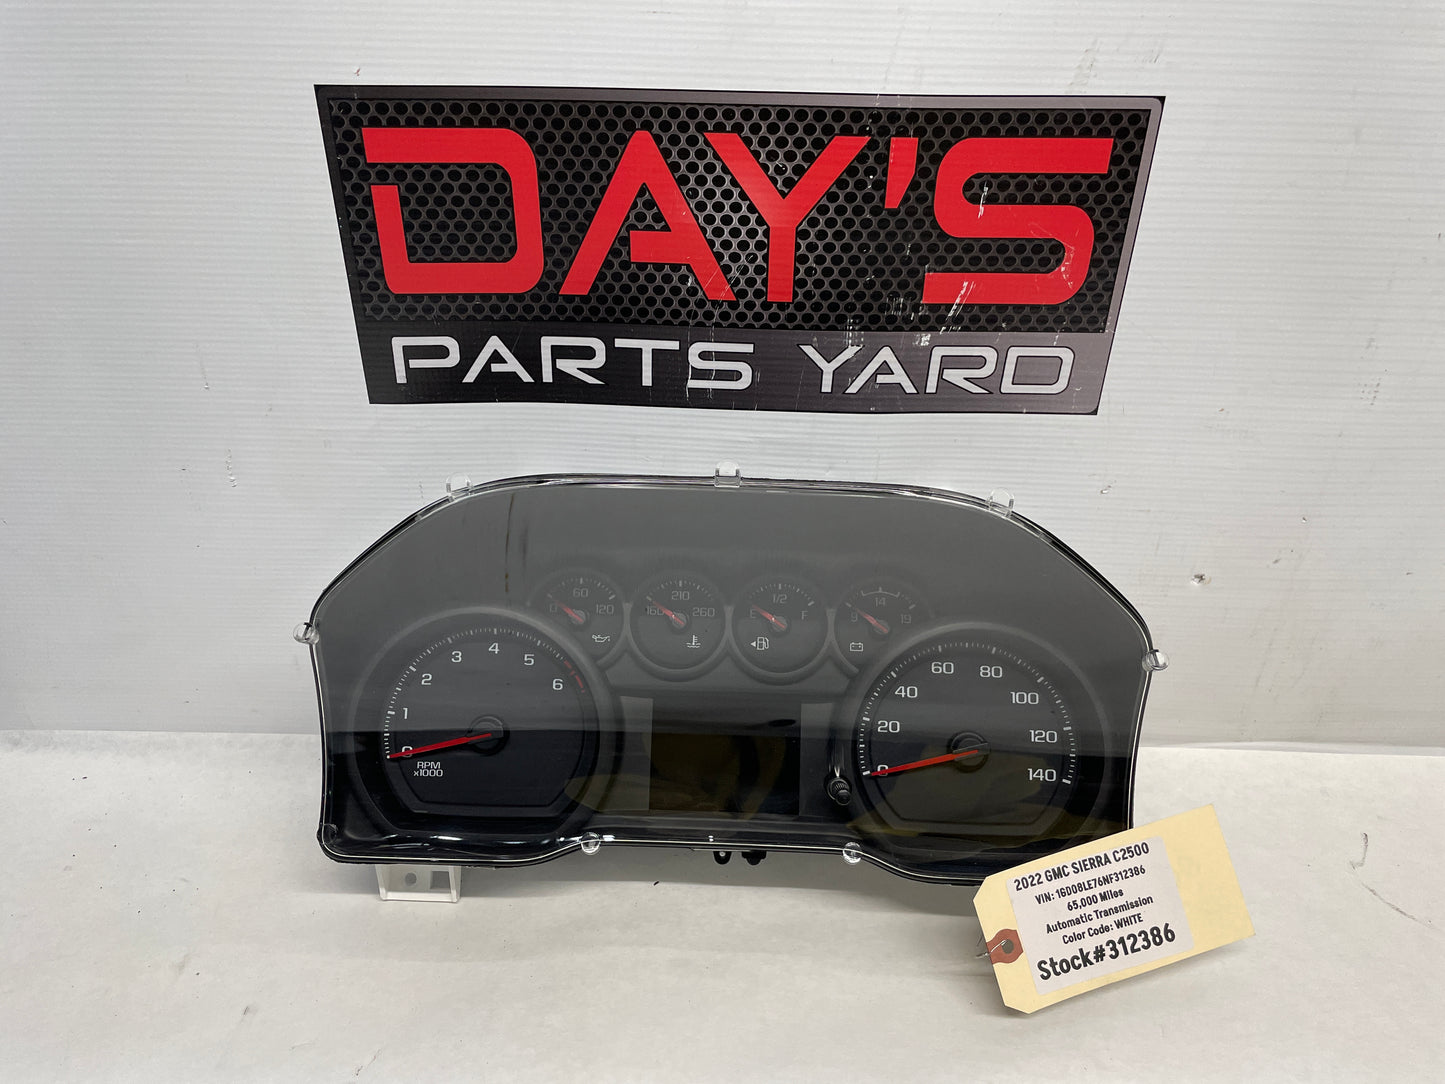 DAY'S
PARTS YARD
0 60 120
160 210 260
E 1/2 F
9 14 19
0 1 2 3 4 5 6
RPM
x1000
0 20 40 60 80 100 120 140
2022 GMC SIERRA C2500
VIN: 1GD08LE76NF312386
65,000 Miles
Automatic Transmission
Color Code: WHITE
Stock#312386